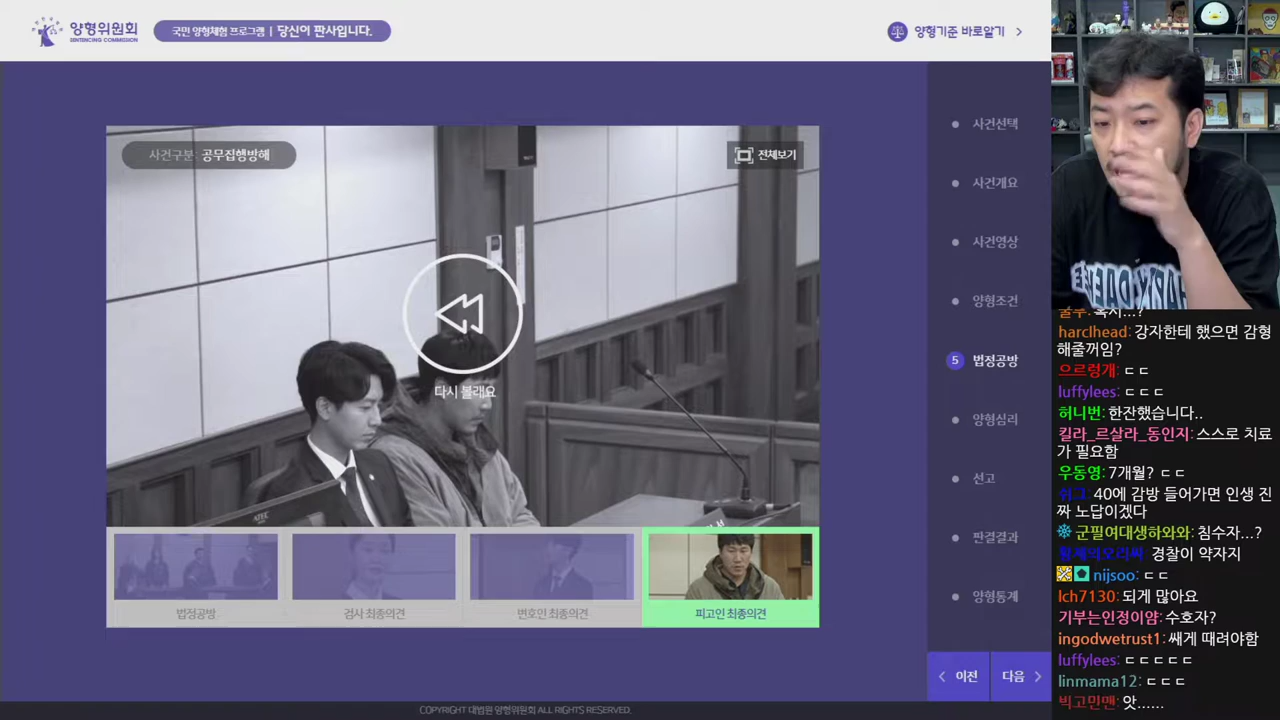 양형위원회
SENTENCING COMMISSION
국민 양형체험 프로그램 | 당신이 판사입니다.
양형기준 바로알기
사건구분: 공무집행방해
전체보기
다시 볼래요
법정공방
검사 최종의견
변호인 최종의견
피고인 최종의견
사건선택
사건개요
사건영상
양형조건
5 법정공방
양형심리
선고
판결결과
양형통계
이전
다음
COPYRIGHT 대법원 양형위원회 ALL RIGHTS RESERVED.
harclhead: 강자한테 했으면 감형
해줄꺼임?
으르렁개: ㄷㄷ
luffylees: ㄷㄷㄷ
허니번: 한잔했습니다..
킬라_르살라_동인지: 스스로 치료
가 필요함
우동영: 7개월? ㄷㄷ
쉬그: 40에 감방 들어가면 인생 진
짜 노답이겠다
군필여대생하와와: 침수자...?
경찰이 약자지
nijsoo: ㄷㄷ
lch7130: 되게 많아요
기부는인정이얌: 수호자?
ingodwetrust1: 쌔게 때려야함
luffylees: ㄷㄷㄷㄷㄷ
linmama12: ㄷㄷㄷ
빅고민맨: 앗......